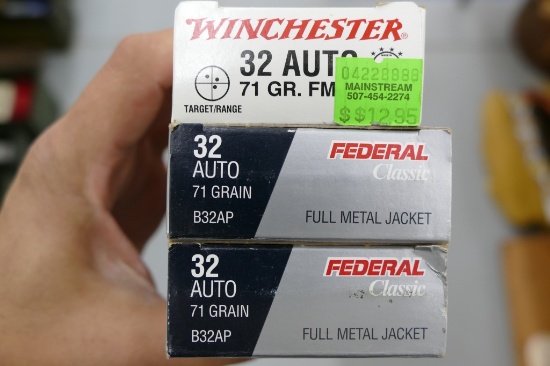 WINCHESTER
32 AUTO
71 GR. FM
TARGET/RANGE
MAINSTREAM
507-454-2274
$$12.95
32
AUTO
71 GRAIN
B32AP
FEDERAL
Classic
FULL METAL JACKET
32
AUTO
71 GRAIN
B32AP
FEDERAL
Classic
FULL METAL JACKET